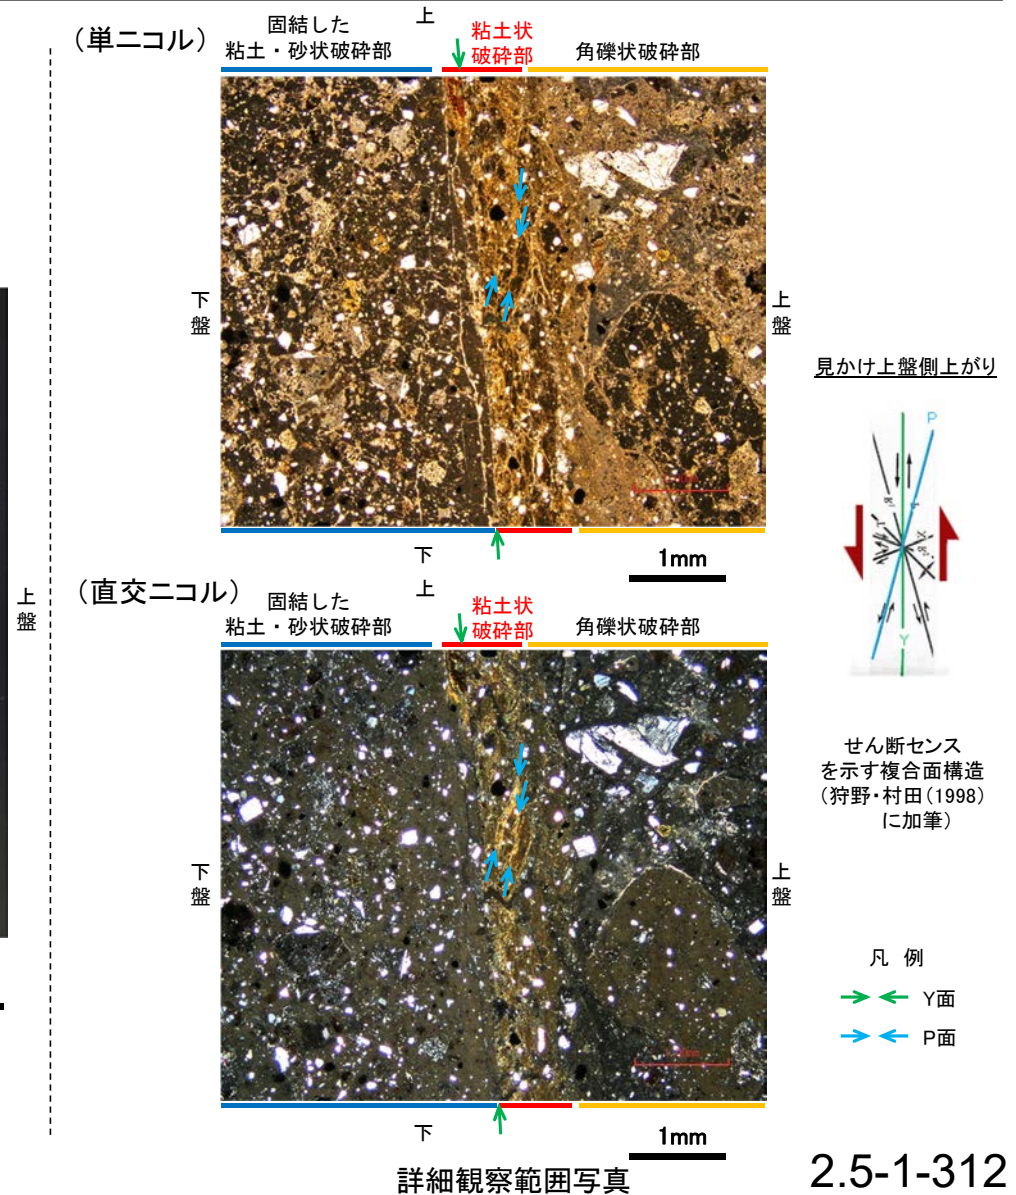 (単ニコル)
固結した
粘土・砂状破砕部
上
粘土状
破砕部
角礫状破砕部
下
盤
上
盤
下
1mm
上
盤
(直交ニコル)
固結した
粘土・砂状破砕部
上
粘土状
破砕部
角礫状破砕部
下
盤
上
盤
下
1mm
詳細観察範囲写真
見かけ上盤側上がり
P
Y
せん断センス
を示す複合面構造
(狩野・村田(1998)
に加筆)
凡 例
Y面
P面
2.5-1-312